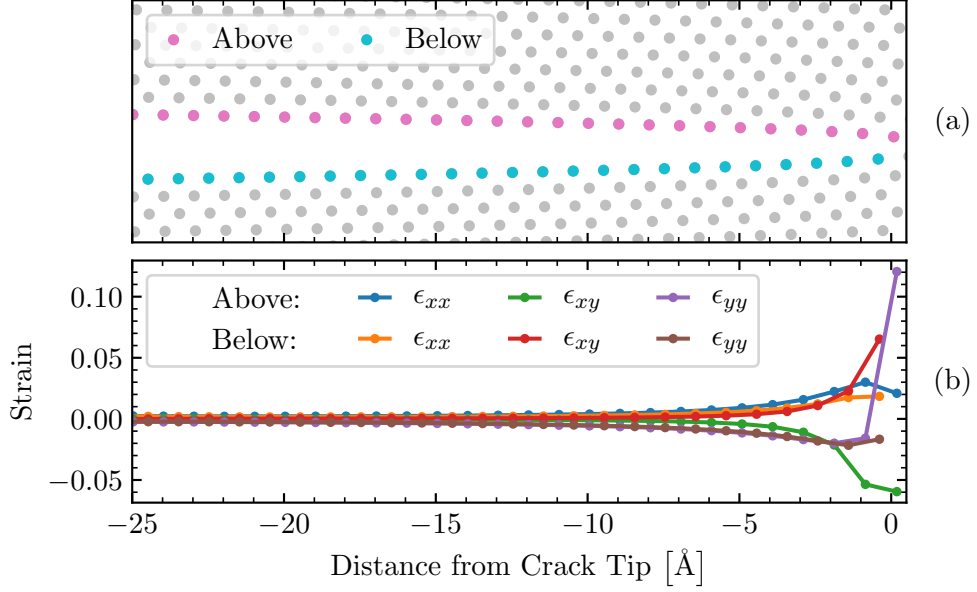 Above Below
(a)
Above: ϵxx ϵxy ϵyy
Below: ϵxx ϵxy ϵyy
0.10
0.05
0.00
−0.05
Strain
(b)
−25 −20 −15 −10 −5 0
Distance from Crack Tip [Å]